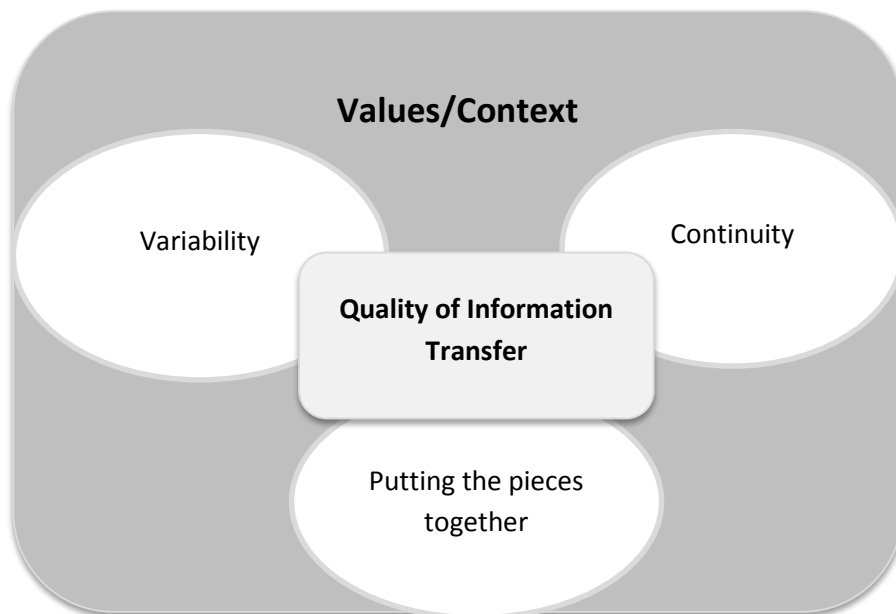 Values/Context
Variability
Continuity
Quality of Information
Transfer
Putting the pieces
together